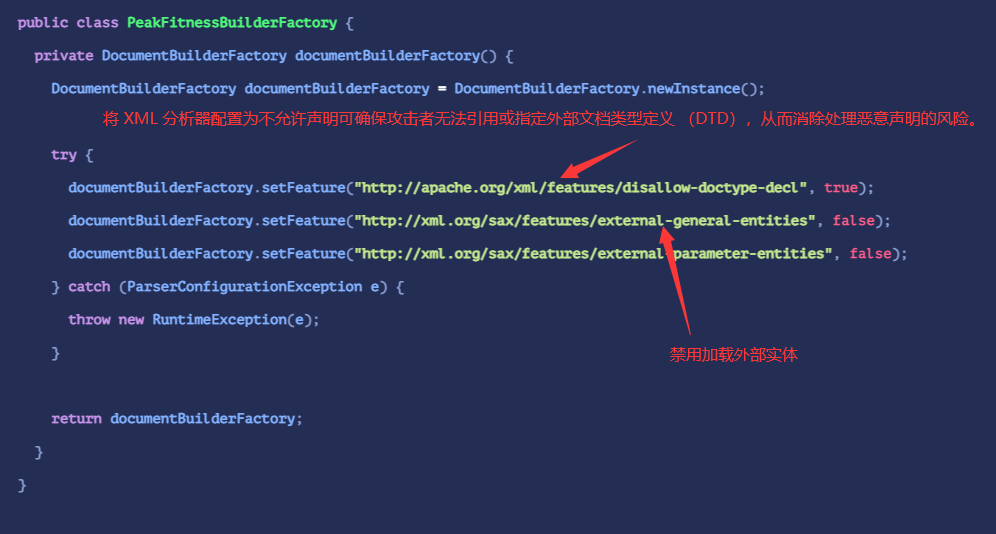 public class PeakFitnessBuilderFactory {
private DocumentBuilderFactory documentBuilderFactory() {
DocumentBuilderFactory documentBuilderFactory = DocumentBuilderFactory.newInstance();
将 XML 分析器配置为不允许声明可确保攻击者无法引用或指定外部文档类型定义 （DTD），从而消除处理恶意声明的风险。
try {
documentBuilderFactory.setFeature("http://apache.org/xml/features/disallow-doctype-decl", true);
documentBuilderFactory.setFeature("http://xml.org/sax/features/external-general-entities", false);
documentBuilderFactory.setFeature("http://xml.org/sax/features/external-parameter-entities", false);
} catch (ParserConfigurationException e) {
throw new RuntimeException(e);
}
禁用加载外部实体
return documentBuilderFactory;
}
}